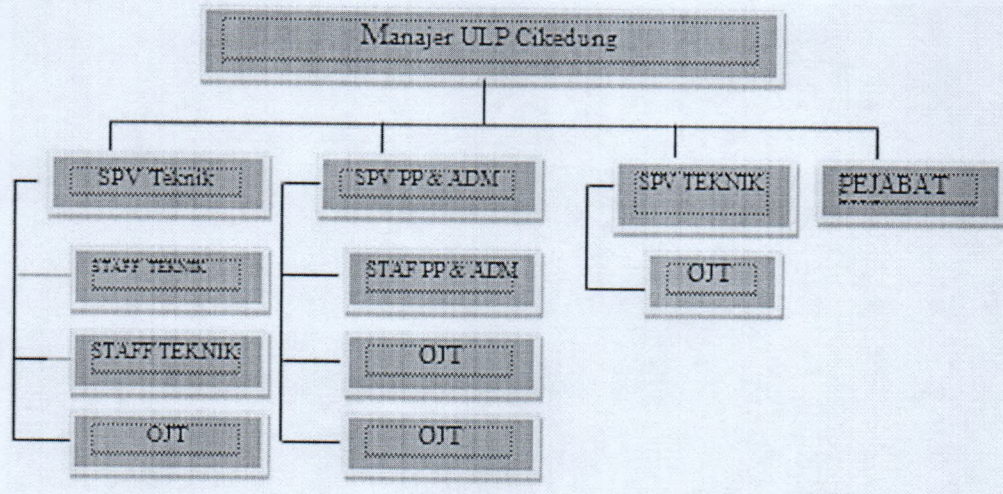 Manajer ULP Cikedung
SPV Teknik
SPV PP & ADM
SPV TEKNIK
PEJABAT
STAFF TEKNIK
STAF PP & ADM
OJT
STAFF TEKNIK
OJT
OJT
OJT